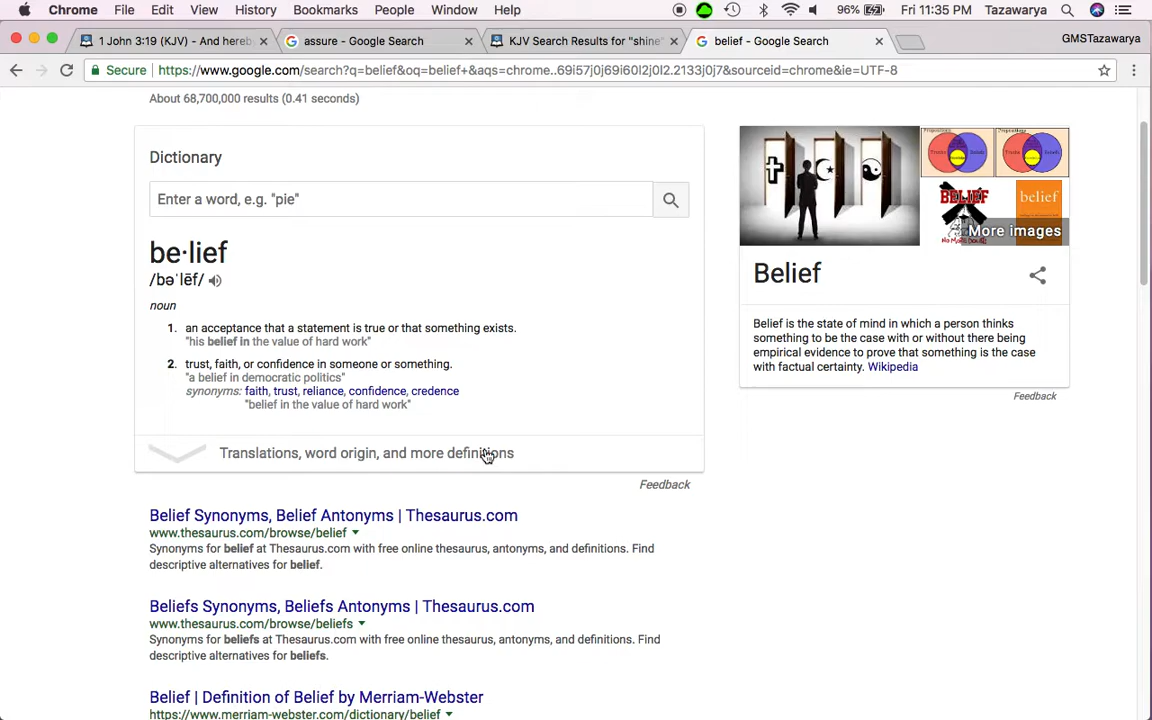 Chrome File Edit View History Bookmarks People Window Help 96% Fri 11:35 PM Tazawarya
1 John 3:19 (KJV) - And hereb
assure - Google Search
KJV Search Results for "shine"
belief - Google Search
GMSTazawarya
Secure https://www.google.com/search?q=belief&oq=belief+&aqs=chrome..69i57j0j69i60l2j0l2.2133j0j7&sourceid=chrome&ie=UTF-8
About 68,700,000 results (0.41 seconds)
Dictionary
Enter a word, e.g. "pie"
be·lief
/bəˈlēf/
noun
1. an acceptance that a statement is true or that something exists.
"his belief in the value of hard work"
2. trust, faith, or confidence in someone or something.
"a belief in democratic politics"
synonyms: faith, trust, reliance, confidence, credence
"belief in the value of hard work"
Translations, word origin, and more definitions
Feedback
Belief Synonyms, Belief Antonyms | Thesaurus.com
www.thesaurus.com/browse/belief
Synonyms for belief at Thesaurus.com with free online thesaurus, antonyms, and definitions. Find
descriptive alternatives for belief.
Beliefs Synonyms, Beliefs Antonyms | Thesaurus.com
www.thesaurus.com/browse/beliefs
Synonyms for beliefs at Thesaurus.com with free online thesaurus, antonyms, and definitions. Find
descriptive alternatives for beliefs.
Belief | Definition of Belief by Merriam-Webster
https://www.merriam-webster.com/dictionary/belief
Propositions
Truths
Beliefs
Propositions
Truths
Beliefs
BELIEF
belief
More images
Belief
Belief is the state of mind in which a person thinks
something to be the case with or without there being
empirical evidence to prove that something is the case
with factual certainty. Wikipedia
Feedback